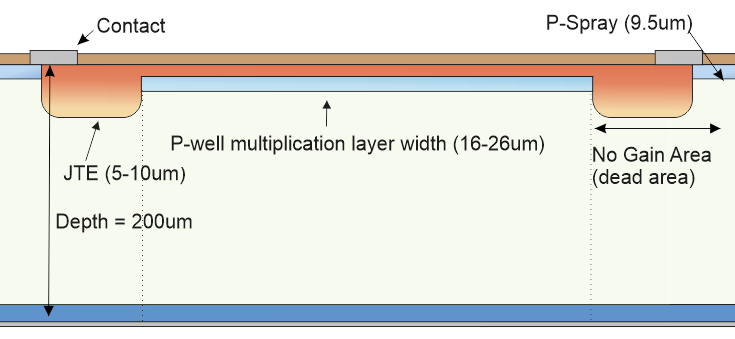 Contact
P-Spray (9.5um)
P-well multiplication layer width (16-26um)
No Gain Area
(dead area)
JTE (5-10um)
Depth = 200um